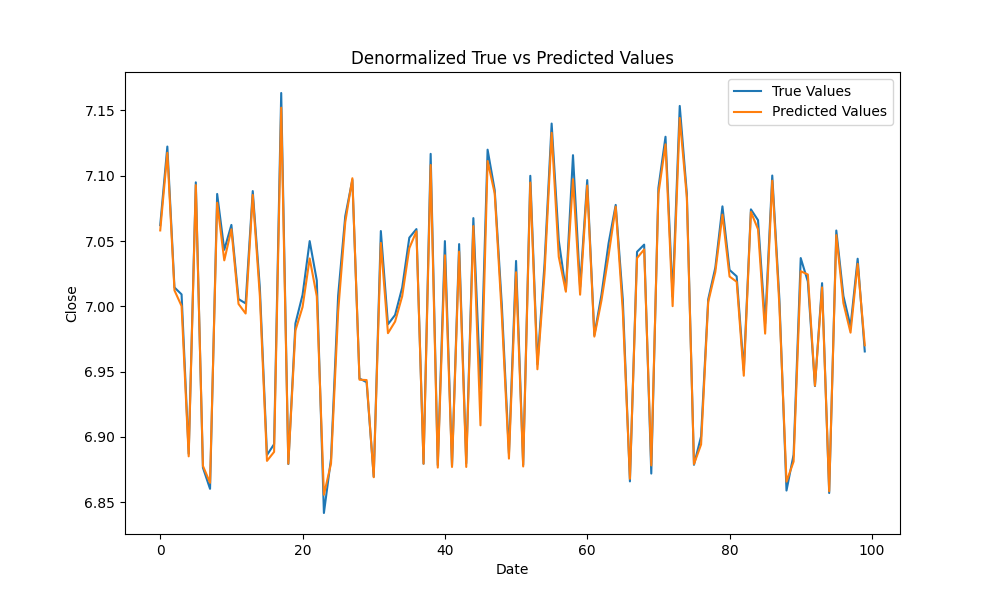 Denormalized True vs Predicted Values
True Values
Predicted Values
7.15
7.10
7.05
7.00
6.95
6.90
6.85
Close
0
20
40
60
80
100
Date